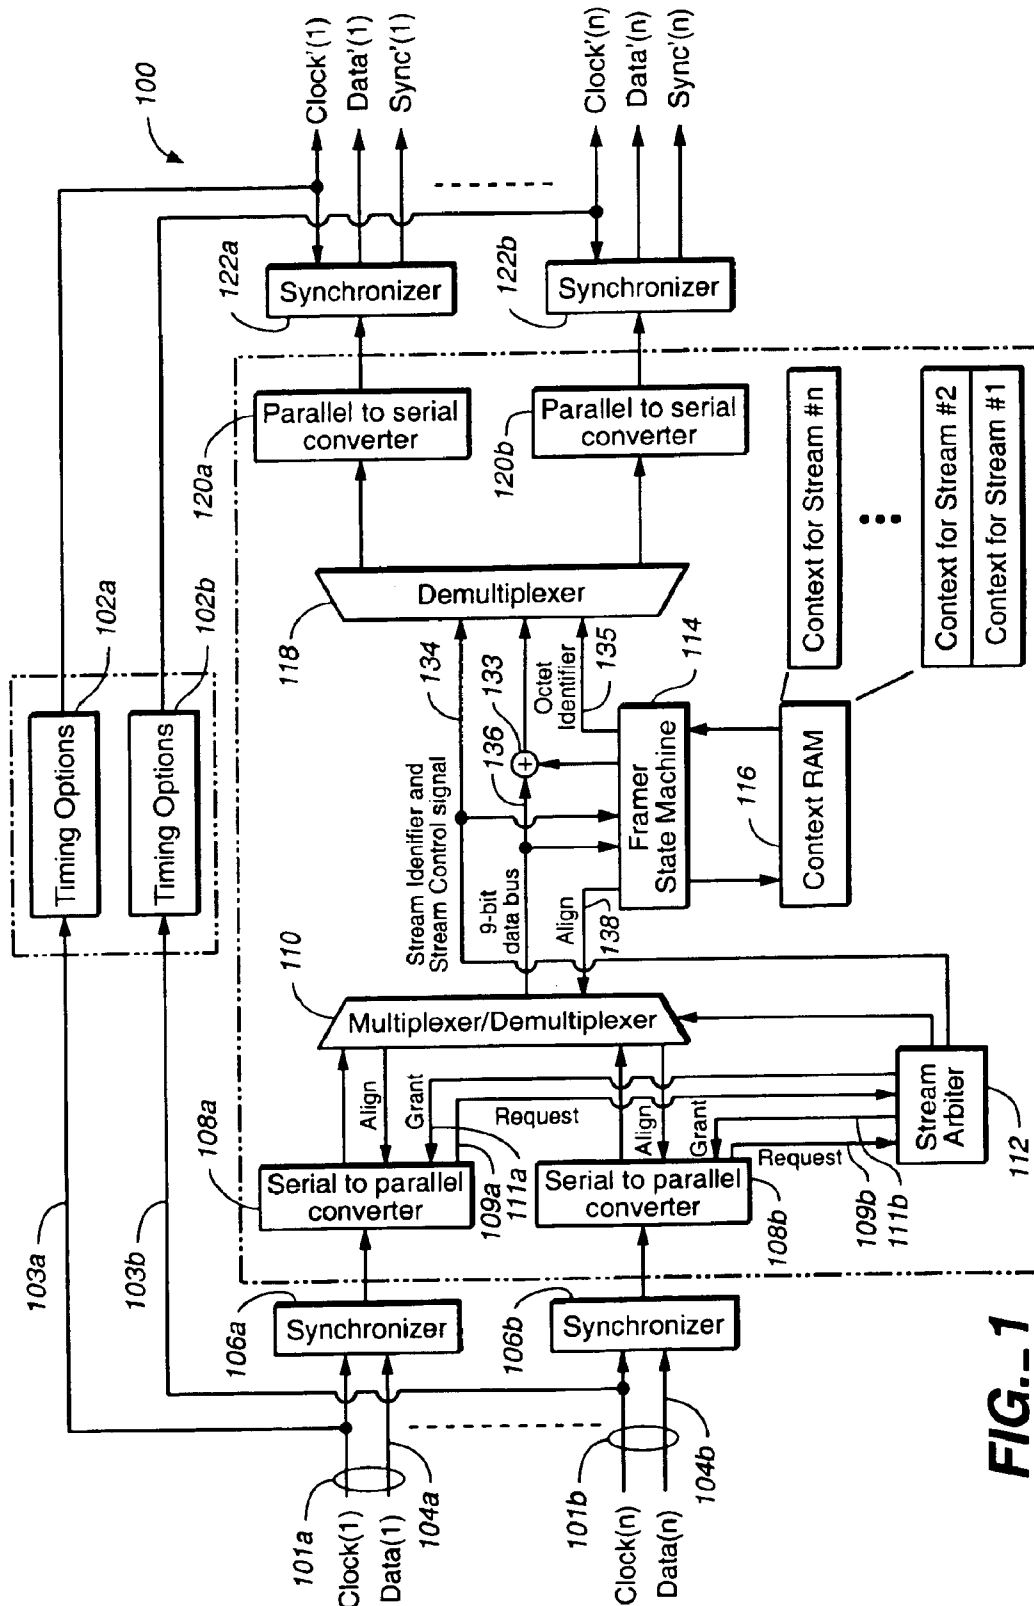 100
Timing Options
102a
Timing Options
102b
103a
103b
101a
Clock(1)
Data(1)
104a
106a
Synchronizer
108a
Serial to parallel
converter
Align
Grant
Request
109a
111a
110
Multiplexer/Demultiplexer
Stream Idenifier and
Stream Control signal
134
9-bit
data bus
136
133
Octet
Identifier
135
Align
138
Framer
State Machine
114
116
Context RAM
118
Demultiplexer
120a
Parallel to serial
converter
122a
Synchronizer
Clock'(1)
Data'(1)
Sync'(1)
101b
Clock(n)
Data(n)
104b
106b
Synchronizer
Serial to parallel
converter
108b
Align
Grant
Request
109b
111b
Stream
Arbiter
112
120b
Parallel to serial
converter
122b
Synchronizer
Clock'(n)
Data'(n)
Sync'(n)
Context for Stream #n
Context for Stream #2
Context for Stream #1
FIG._1